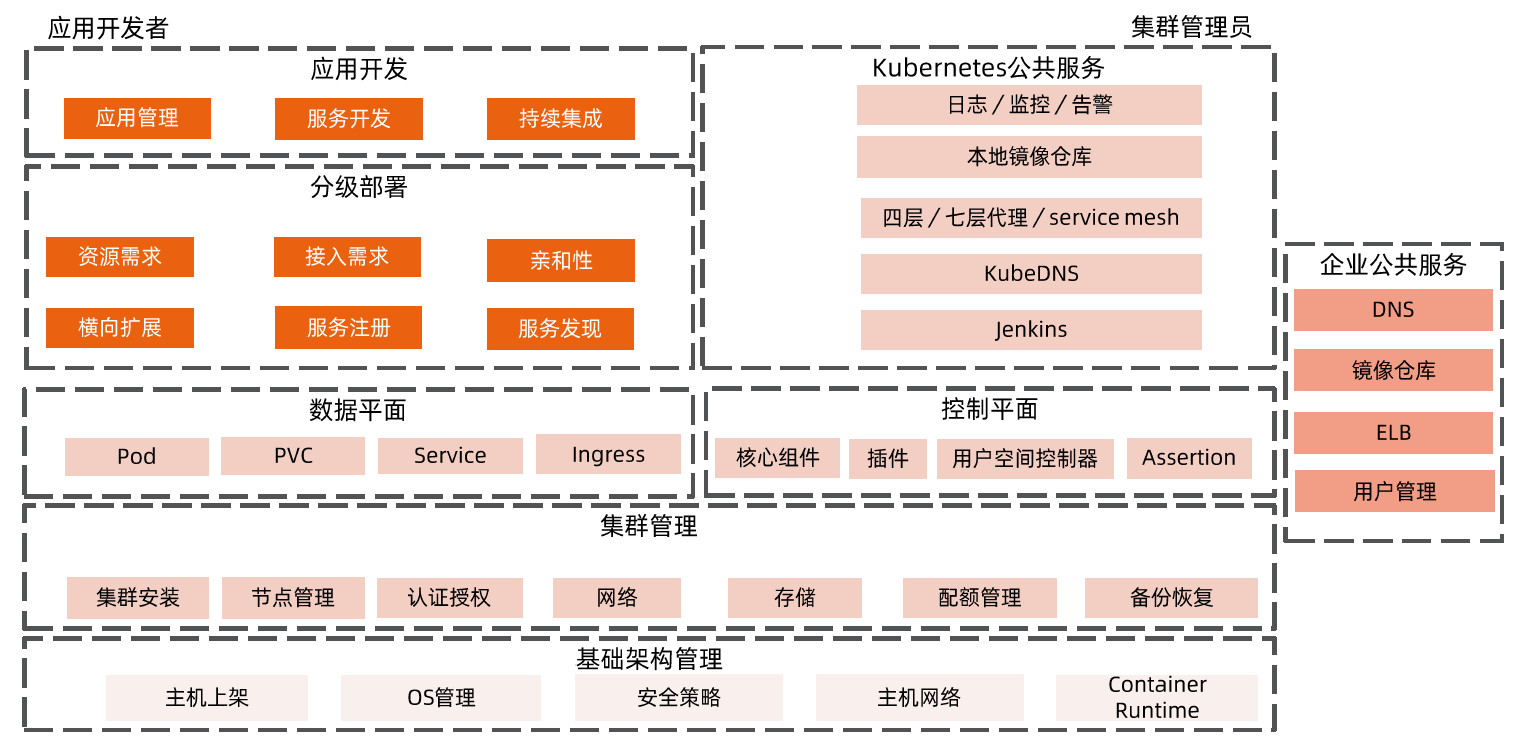 应用开发者
应用开发
应用管理
服务开发
持续集成
分级部署
资源需求
接入需求
亲和性
横向扩展
服务注册
服务发现
集群管理员
Kubernetes公共服务
日志 / 监控 / 告警
本地镜像仓库
四层 / 七层代理 / service mesh
KubeDNS
Jenkins
企业公共服务
DNS
镜像仓库
ELB
用户管理
数据平面
Pod
PVC
Service
Ingress
控制平面
核心组件
插件
用户空间控制器
Assertion
集群管理
集群安装
节点管理
认证授权
网络
存储
配额管理
备份恢复
基础架构管理
主机上架
OS管理
安全策略
主机网络
Container
Runtime